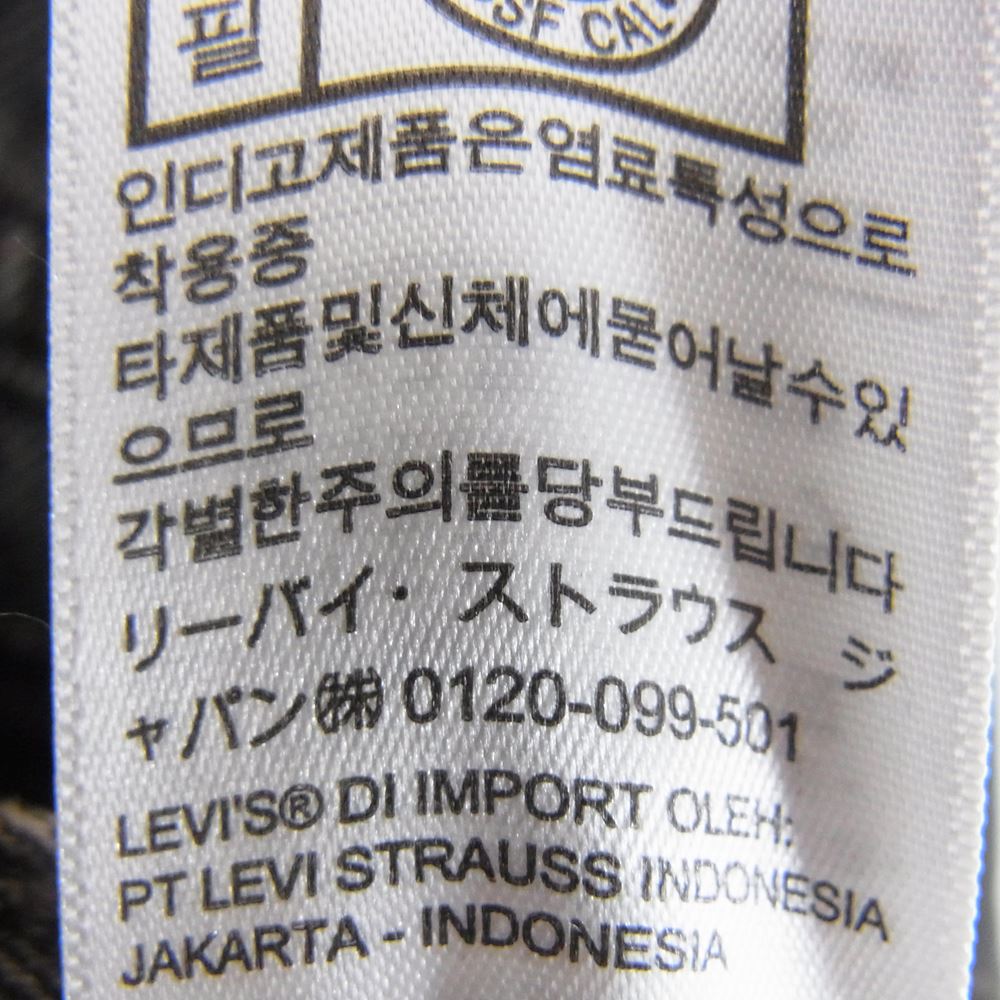 필
SF CAL
인디고제품은염료특성으로
착용중
타제품및신체에묻어날수있
으므로
각별한주의를당부드립니다
リーバイ・ ストラウス ジ
ャパン㈱ 0120-099-501
LEVI'S® DI IMPORT OLEH:
PT LEVI STRAUSS INDONESIA
JAKARTA - INDONESIA